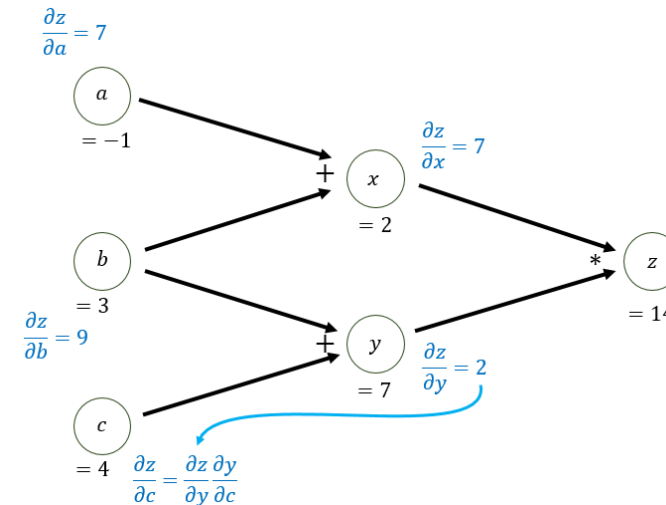 ∂z/∂a = 7
a
= −1
+
x
= 2
∂z/∂x = 7
b
= 3
∂z/∂b = 9
*
z
= 14
+
y
= 7
∂z/∂y = 2
c
= 4
∂z/∂c = ∂z/∂y ∂y/∂c